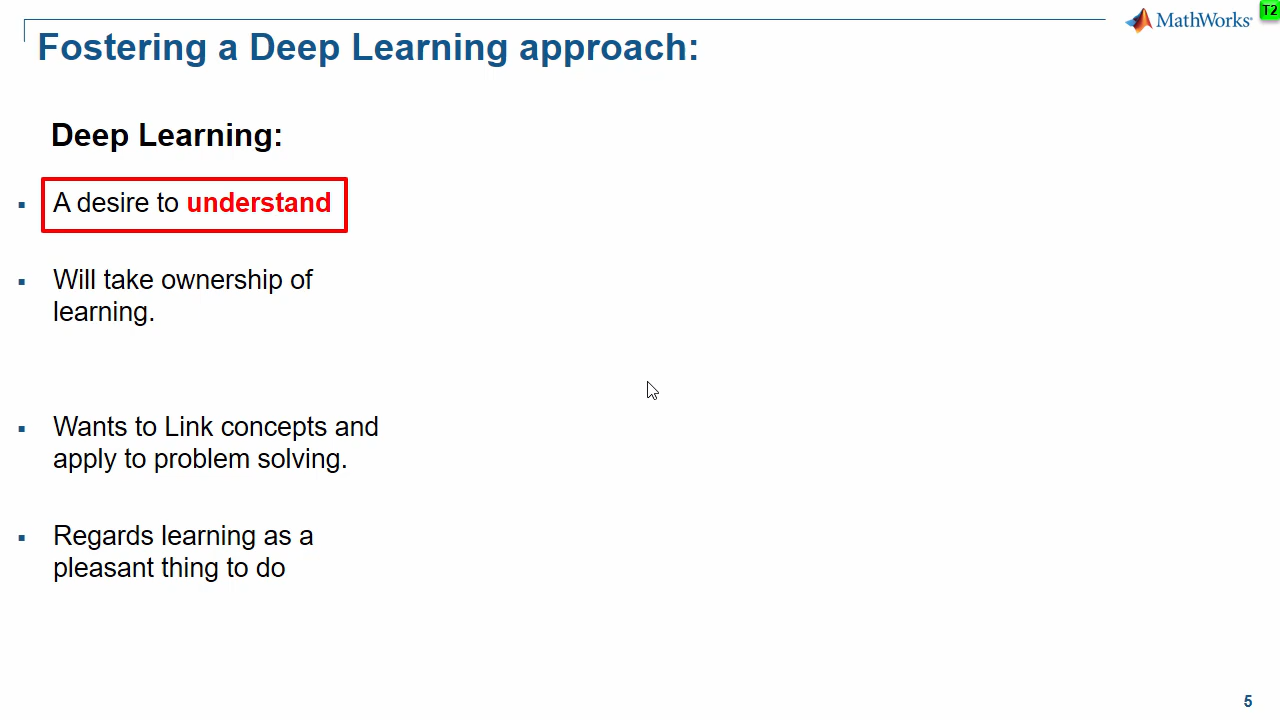 MathWorks®
T2
Fostering a Deep Learning approach:
Deep Learning:
▪ A desire to understand
▪ Will take ownership of
learning.
▪ Wants to Link concepts and
apply to problem solving.
▪ Regards learning as a
pleasant thing to do
5